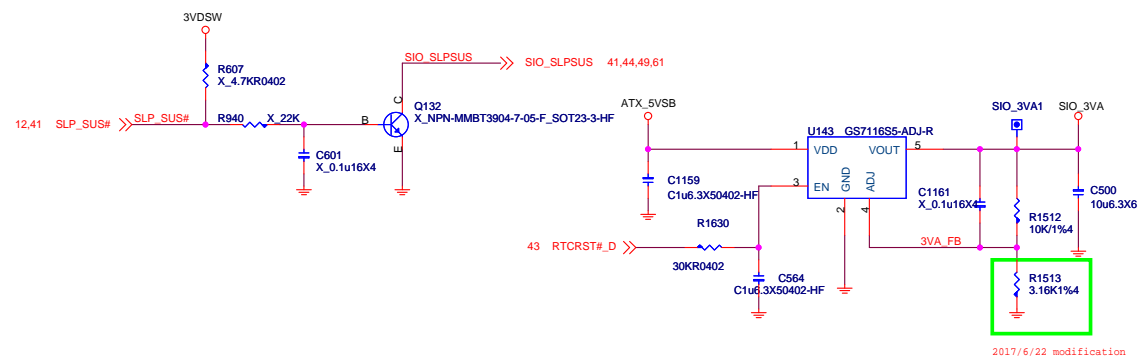 3VDSW
R607
X_4.7KR0402
12,41 SLP_SUS#
SLP_SUS#
R940
X_22K
C601
X_0.1u16X4
SIO_SLPSUS
SIO_SLPSUS 41,44,49,61
C
B
E
Q132
X_NPN-MMBT3904-7-05-F_SOT23-3-HF
ATX_5VSB
C1159
C1u6.3X50402-HF
43 RTCRST#_D
R1630
30KR0402
C564
C1u6.3X50402-HF
U143 GS7116S5-ADJ-R
1 VDD VOUT 5
3 EN
GND
ADJ
2
4
SIO_3VA1
SIO_3VA
C1161
X_0.1u16X4
R1512
10K/1%4
C500
10u6.3X6
3VA_FB
R1513
3.16K1%4
2017/6/22 modification